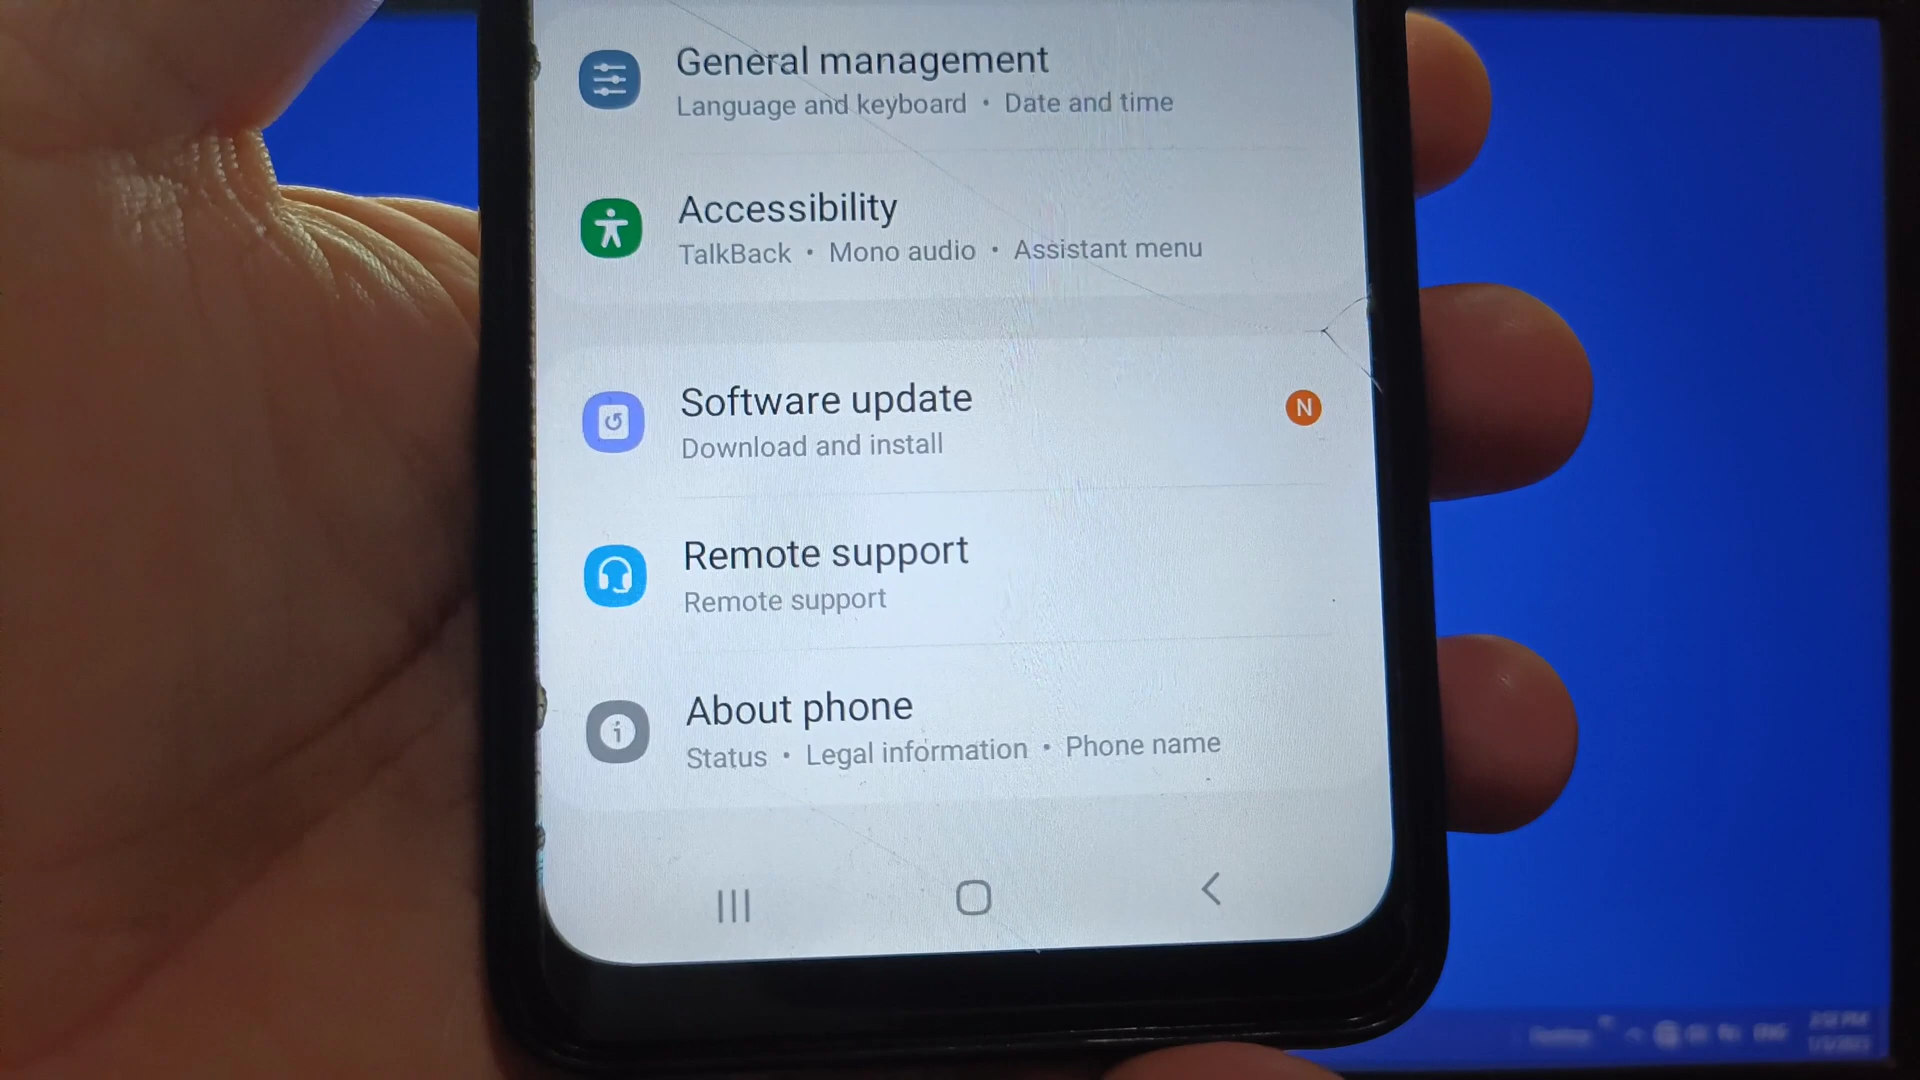 General management
Language and keyboard • Date and time
Accessibility
TalkBack • Mono audio • Assistant menu
Software update
N
Download and install
Remote support
Remote support
About phone
Status • Legal information • Phone name